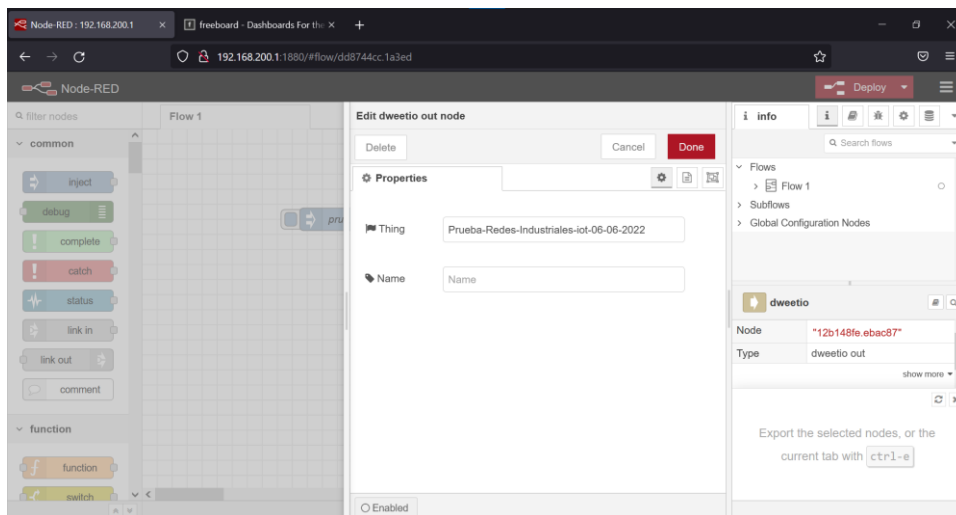 Node-RED : 192.168.200.1
freeboard - Dashboards For the
192.168.200.1:1880/#flow/dd8744cc.1a3ed
Node-RED
Deploy
filter nodes
Flow 1
Edit dweetio out node
info
i
common
Delete
Cancel
Done
Search flows
inject
Properties
Flows
Flow 1
debug
Subflows
complete
Thing
Prueba-Redes-Industriales-iot-06-06-2022
Global Configuration Nodes
catch
Name
Name
status
dweetio
link in
Node
"12b148fe.ebac87"
link out
Type
dweetio out
show more
comment
function
Export the selected nodes, or the
current tab with ctrl-e
function
switch
Enabled